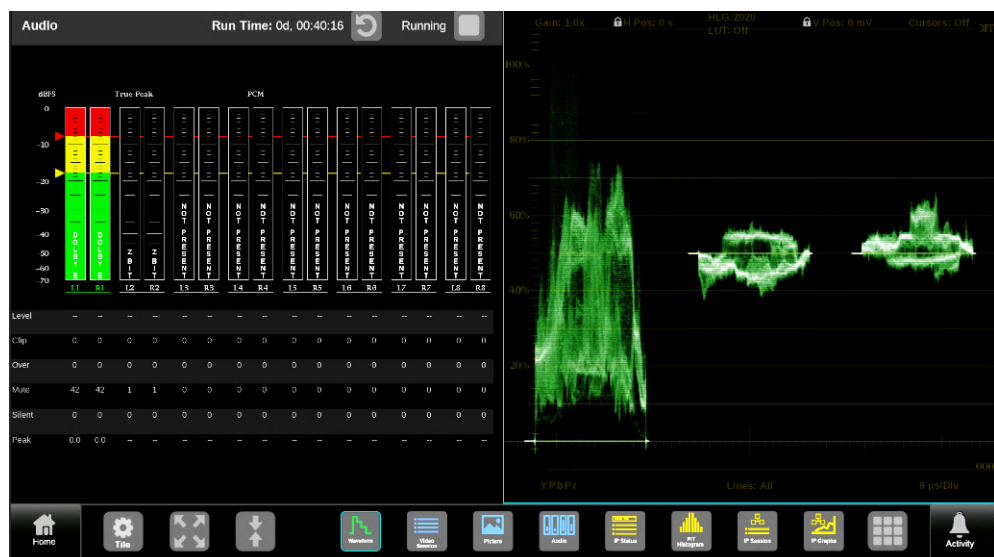 Audio Run Time: 0d, 00:40:16 Running
dBFS True Peak PCM
0
-10
-20
-30
-40
-50
-60
-70
DOLBY E DOLBY E Z BIT Z BIT NOT PRESENT NOT PRESENT NOT PRESENT NOT PRESENT NOT PRESENT NOT PRESENT NOT PRESENT NOT PRESENT NOT PRESENT NOT PRESENT NOT PRESENT NOT PRESENT
L1 R1 L2 R2 L3 R3 L4 R4 L5 R5 L6 R6 L7 R7 L8 R8
Level -- -- -- -- -- -- -- -- -- -- -- -- -- -- -- --
Clip 0 0 0 0 0 0 0 0 0 0 0 0 0 0 0 0
Over 0 0 0 0 0 0 0 0 0 0 0 0 0 0 0 0
Mute 42 42 1 1 0 0 0 0 0 0 0 0 0 0 0 0
Silent 0 0 0 0 0 0 0 0 0 0 0 0 0 0 0 0
Peak 0.0 0.0 -- -- -- -- -- -- -- -- -- -- -- -- -- --
Gain: 1.0x H Pos: 0 s HLG:2020 V Pos: 0 mV Cursors: Off
LUT: Off
100%
80%
60%
40%
20%
YPbPr Lines: All 9 µs/Div
Home Tile Waveform Video Session Picture Audio IP Status PIT Histogram IP Session IP Graphs Activity